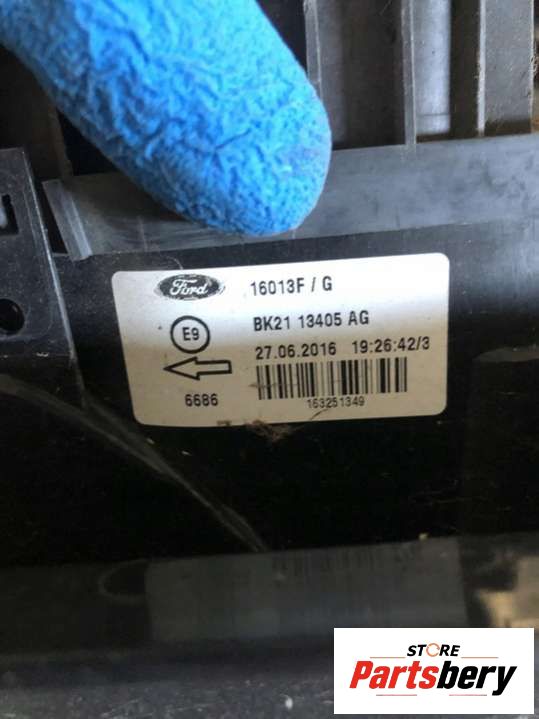 Ford 16013F / G
E9 BK21 13405 AG
27.06.2016 19:26:42/3
6686
163251349
STORE
Partsbery